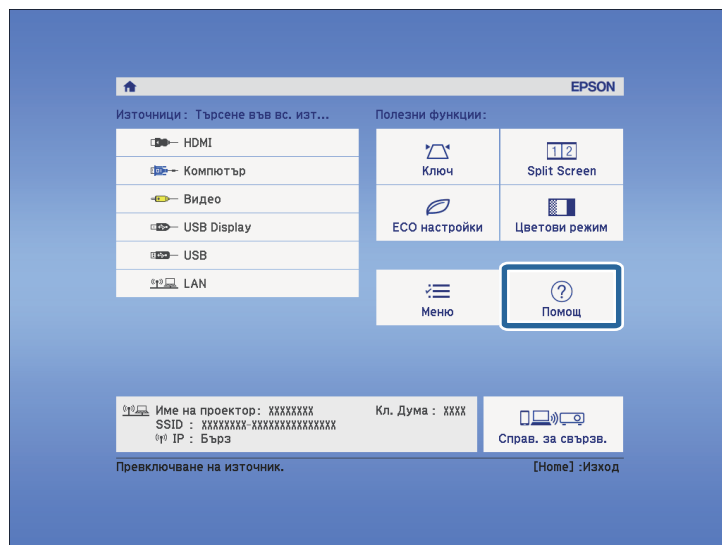 EPSON
Източници: Търсене във вс. изт...
Полезни функции:
HDMI
Компютър
Видео
USB Display
USB
LAN
Ключ
1 2
Split Screen
ECO настройки
Цветови режим
Меню
?
Помощ
Име на проектор: XXXXXXXX
Кл. Дума : XXXX
SSID : XXXXXXXX-XXXXXXXXXXXXXXX
IP : Бърз
Справ. за свързв.
Превключване на източник.
[Home] :Изход